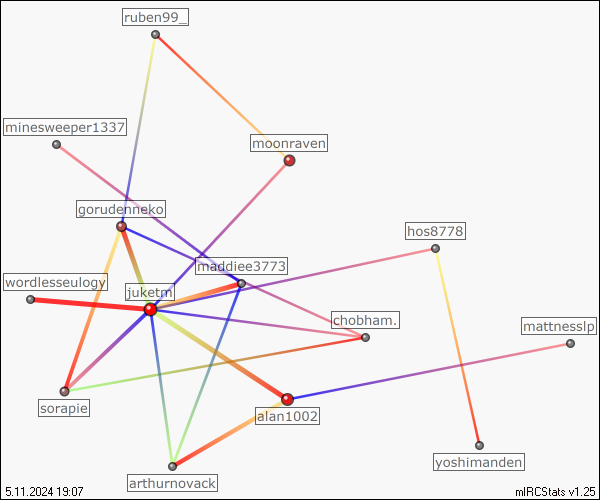 ruben99_
minesweeper1337
moonraven
gorudenneko
hos8778
maddiee3773
wordlesseulogy
juketm
chobham.
mattnesslp
sorapie
alan1002
yoshimanden
arthurnovack
5.11.2024 19:07
mIRCStats v1.25